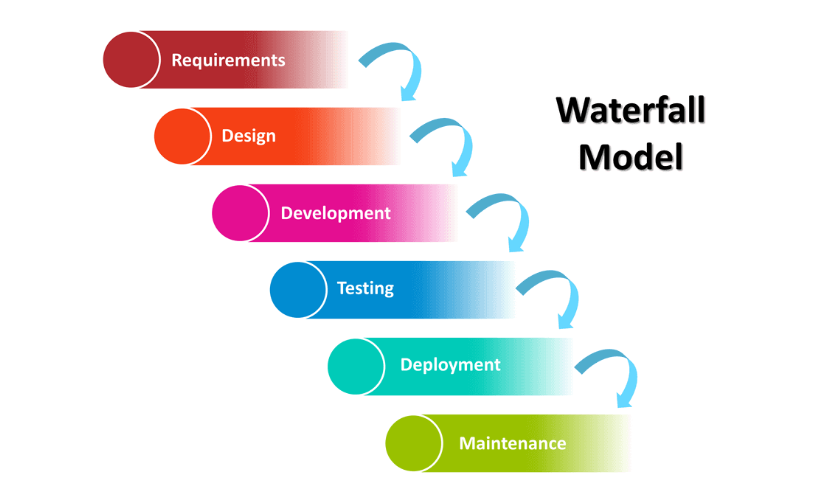 Requirements
Waterfall
Model
Design
Development
Testing
Deployment
Maintenance